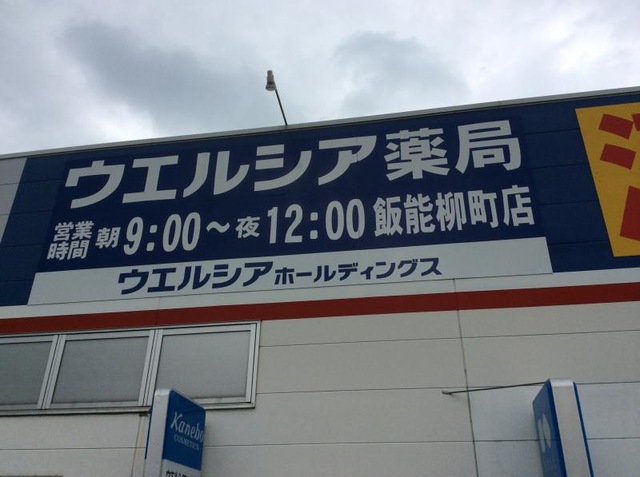 ウエルシア薬局
営業時間 朝9:00～夜12:00 飯能柳町店
ウエルシアホールディングス
Kanebo
COSMETICS